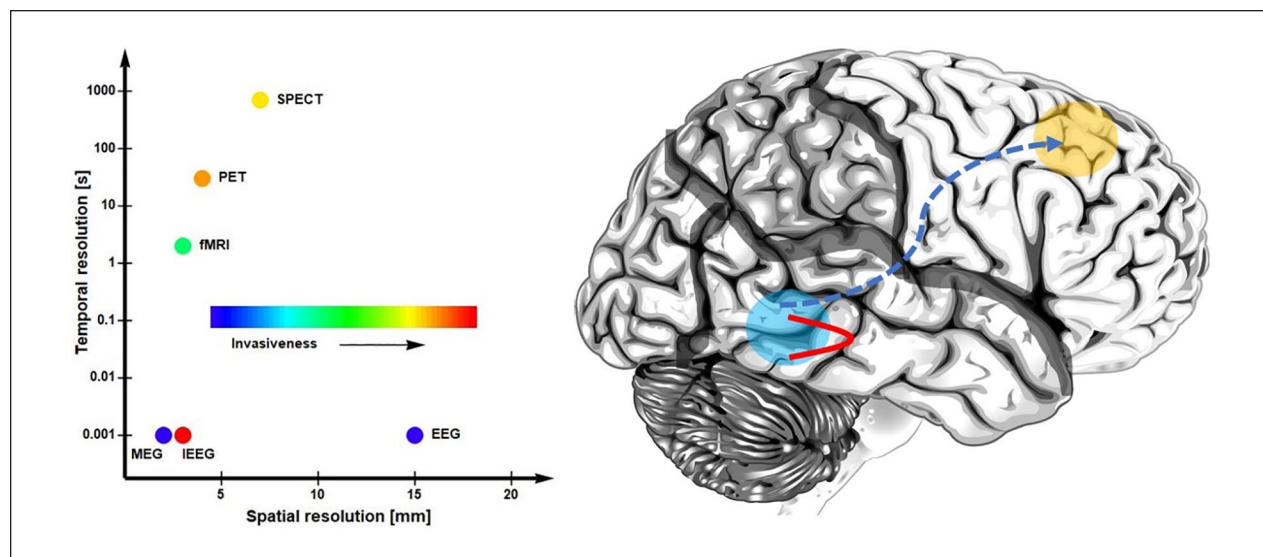 Temporal resolution [s]
1000
100
10
1
0.1
0.01
0.001
SPECT
PET
fMRI
Invasiveness
MEG
IEEG
EEG
5
10
15
20
Spatial resolution [mm]